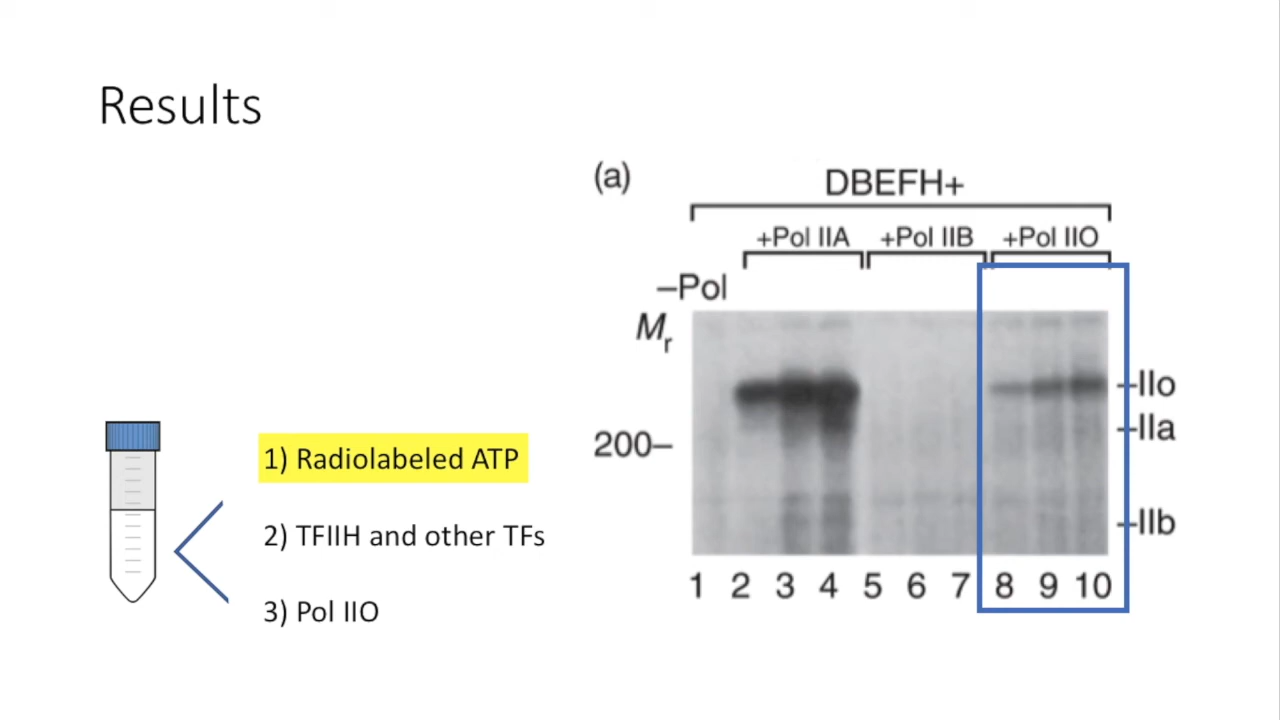 Results
(a)
DBEFH+
+Pol IIA +Pol IIB +Pol IIO
–Pol
Mr
–IIo
–IIa
200–
–IIb
1 2 3 4 5 6 7 8 9 10
1) Radiolabeled ATP
2) TFIIH and other TFs
3) Pol IIO